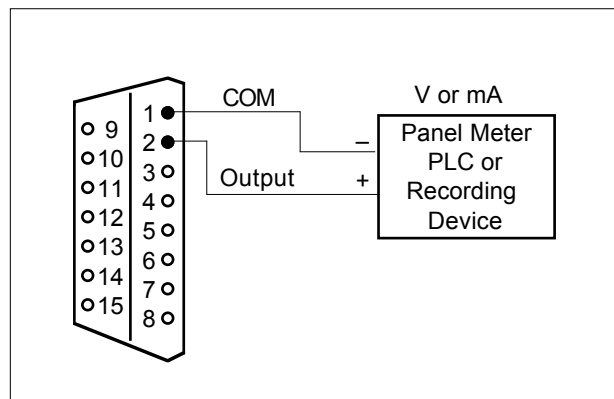 COM
V or mA
1
9
2
10
3
11
4
12
5
13
6
14
7
15
8
Output
–
+
Panel Meter
PLC or
Recording
Device